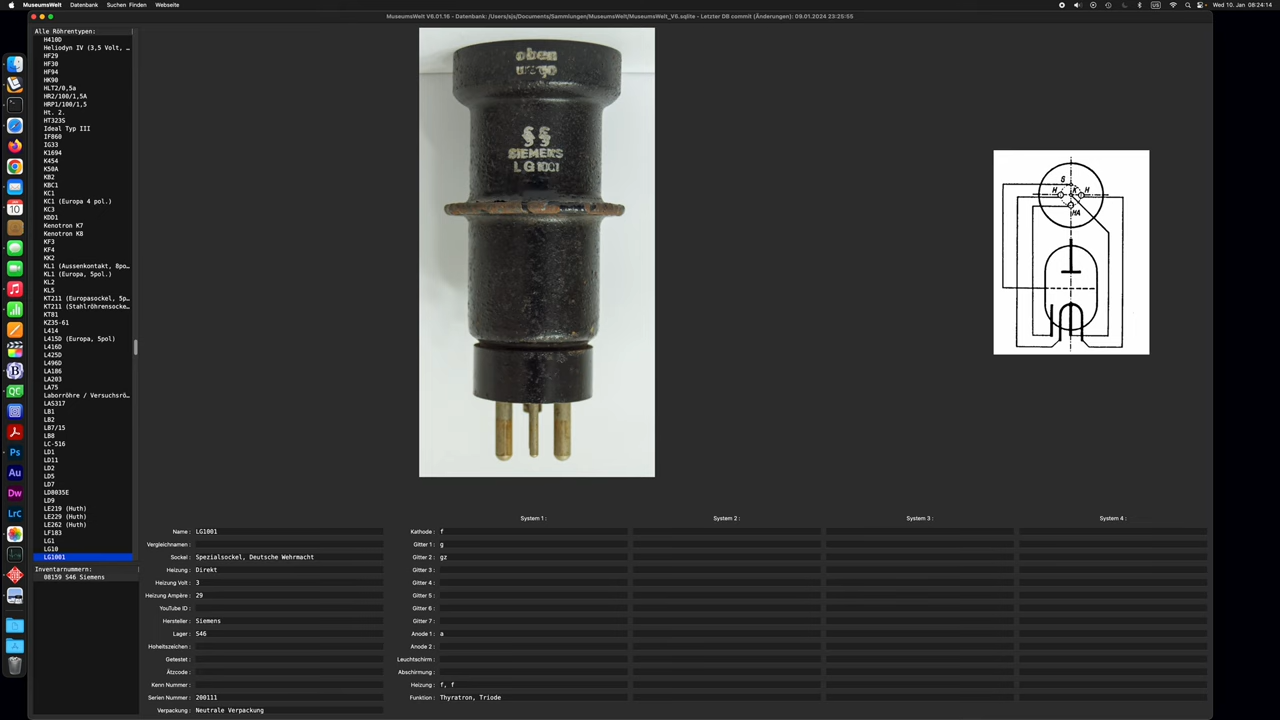 MuseumsWelt Datenbank Suchen Finden Webseite
Wed 10. Jan. 08:24:14
MuseumsWelt V6.01.16 - Datenbank: /Users/sjs/Documents/Sammlungen/MuseumsWelt/MuseumsWelt_V6.sqlite - Letzter DB commit (Änderungen): 09.01.2024 23:25:55
Alle Röhrentypen:
H410D
Heliodyn IV (3,5 Volt, …
HF29
HF30
HF94
HK90
HLT2/0,5a
HR2/100/1,5A
HRP1/100/1,5
Ht. 2.
HT323S
Ideal Typ III
IF860
IG33
K1694
K454
K50A
KB2
KBC1
KC1
KC1 (Europa 4 pol.)
KC3
KDD1
Kenotron K7
Kenotron K8
KF3
KF4
KK2
KL1 (Aussenkontakt, 8po…
KL1 (Europa, 5pol.)
KL2
KL5
KT211 (Europasockel, 5p…
KT211 (Stahlröhrensocke…
KT81
KZ35-61
L414
L415D (Europa, 5pol)
L416D
L425D
L496D
LA186
LA203
LA75
Laborröhre / Versuchsrö…
LAS317
LB1
LB2
LB7/15
LB8
LC-516
LD1
LD11
LD2
LD5
LD7
LD8035E
LD9
LE219 (Huth)
LE229 (Huth)
LE262 (Huth)
LF183
LG1
LG10
LG1001
Inventarnummern:
08159 S46 Siemens
oben
SIEMENS
LG1001
G
H K H
HA
System 1 : System 2 : System 3 : System 4 :
Name : LG1001
Vergleichnamen :
Sockel : Spezialsockel, Deutsche Wehrmacht
Heizung : Direkt
Heizung Volt : 3
Heizung Ampère : 29
YouTube ID :
Hersteller : Siemens
Lager : S46
Hoheitszeichen :
Getestet :
Ätzcode :
Kenn Nummer :
Serien Nummer : 200111
Verpackung : Neutrale Verpackung
Kathode : f
Gitter 1 : g
Gitter 2 : gz
Gitter 3 :
Gitter 4 :
Gitter 5 :
Gitter 6 :
Gitter 7 :
Anode 1 : a
Anode 2 :
Leuchtschirm :
Abschirmung :
Heizung : f, f
Funktion : Thyratron, Triode